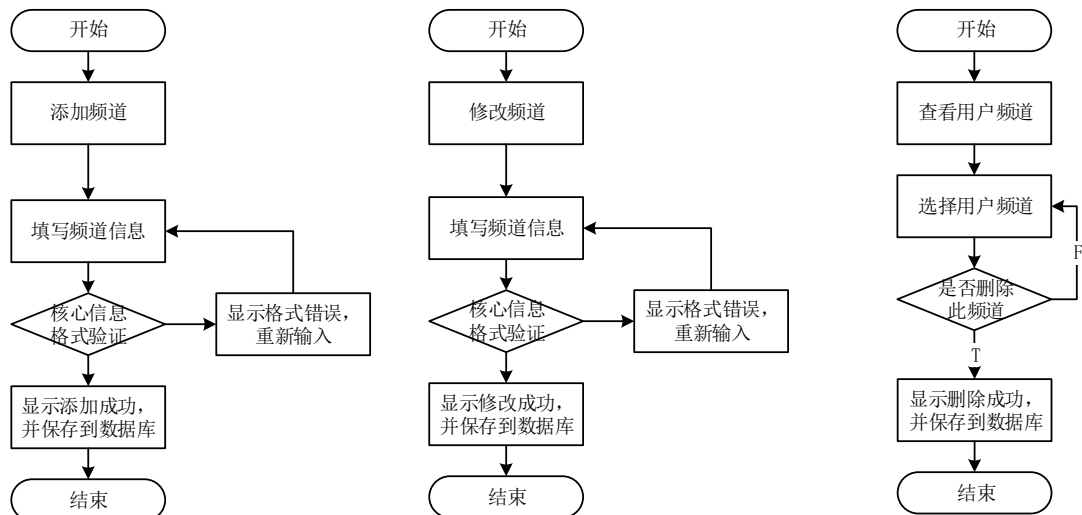 开始
添加频道
填写频道信息
核心信息
格式验证
显示格式错误，
重新输入
显示添加成功，
并保存到数据库
结束
开始
修改频道
填写频道信息
核心信息
格式验证
显示格式错误，
重新输入
显示修改成功，
并保存到数据库
结束
开始
查看用户频道
选择用户频道
F
是否删除
此频道
T
显示删除成功，
并保存到数据库
结束